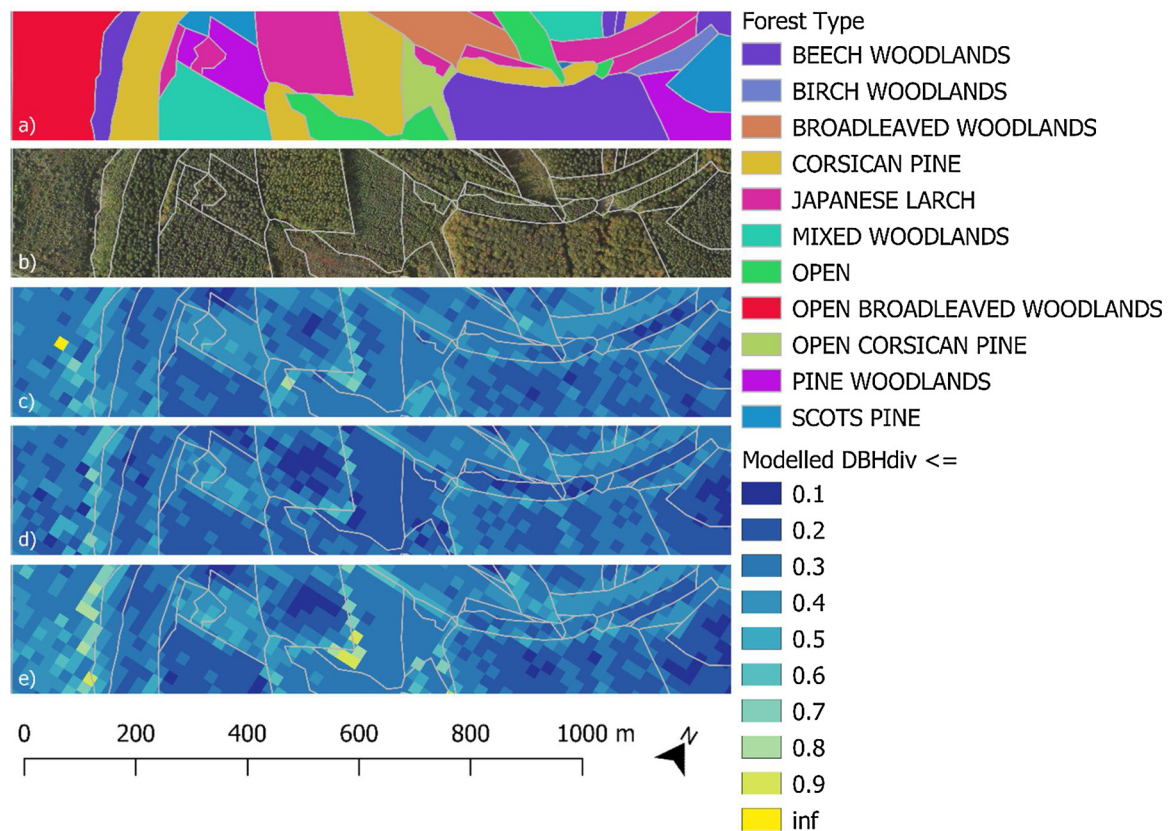 a)
b)
c)
d)
e)
0 200 400 600 800 1000 m
N
Forest Type
BEECH WOODLANDS
BIRCH WOODLANDS
BROADLEAVED WOODLANDS
CORSICAN PINE
JAPANESE LARCH
MIXED WOODLANDS
OPEN
OPEN BROADLEAVED WOODLANDS
OPEN CORSICAN PINE
PINE WOODLANDS
SCOTS PINE
Modelled DBHdiv <=
0.1
0.2
0.3
0.4
0.5
0.6
0.7
0.8
0.9
inf